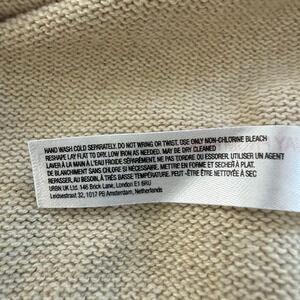 HAND WASH COLD SEPARATELY. DO NOT WRING OR TWIST. USE ONLY NON-CHLORINE BLEACH
RESHAPE LAY FLAT TO DRY. LOW IRON AS NEEDED. MAY BE DRY CLEANED
LAVER À LA MAIN À L'EAU FROIDE SÉPARÉMENT. NE PAS TORDRE OU ESSORER. UTILISER UN AGENT
DE BLANCHIMENT SANS CHLORE SI NÉCESSAIRE. METTRE EN FORME ET SECHER À PLAT.
REPASSER, AU BESOIN, À TRÈS BASSE TEMPÉRATURE. PEUT ÊTRE NETTOYÉ À SEC
URBN UK Ltd. 146 Brick Lane, London E1 6RU
Leidsestraat 32, 1017 PB Amsterdam, Netherlands